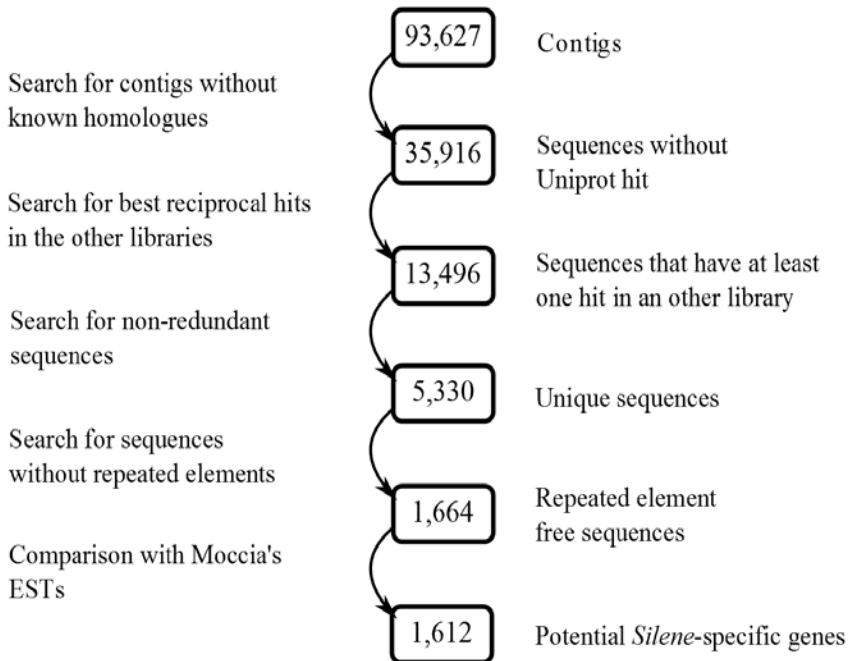 93,627
Contigs
Search for contigs without
known homologues
35,916
Sequences without
Uniprot hit
Search for best reciprocal hits
in the other libraries
13,496
Sequences that have at least
one hit in an other library
Search for non-redundant
sequences
5,330
Unique sequences
Search for sequences
without repeated elements
1,664
Repeated element
free sequences
Comparison with Moccia's
ESTs
1,612
Potential Silene-specific genes